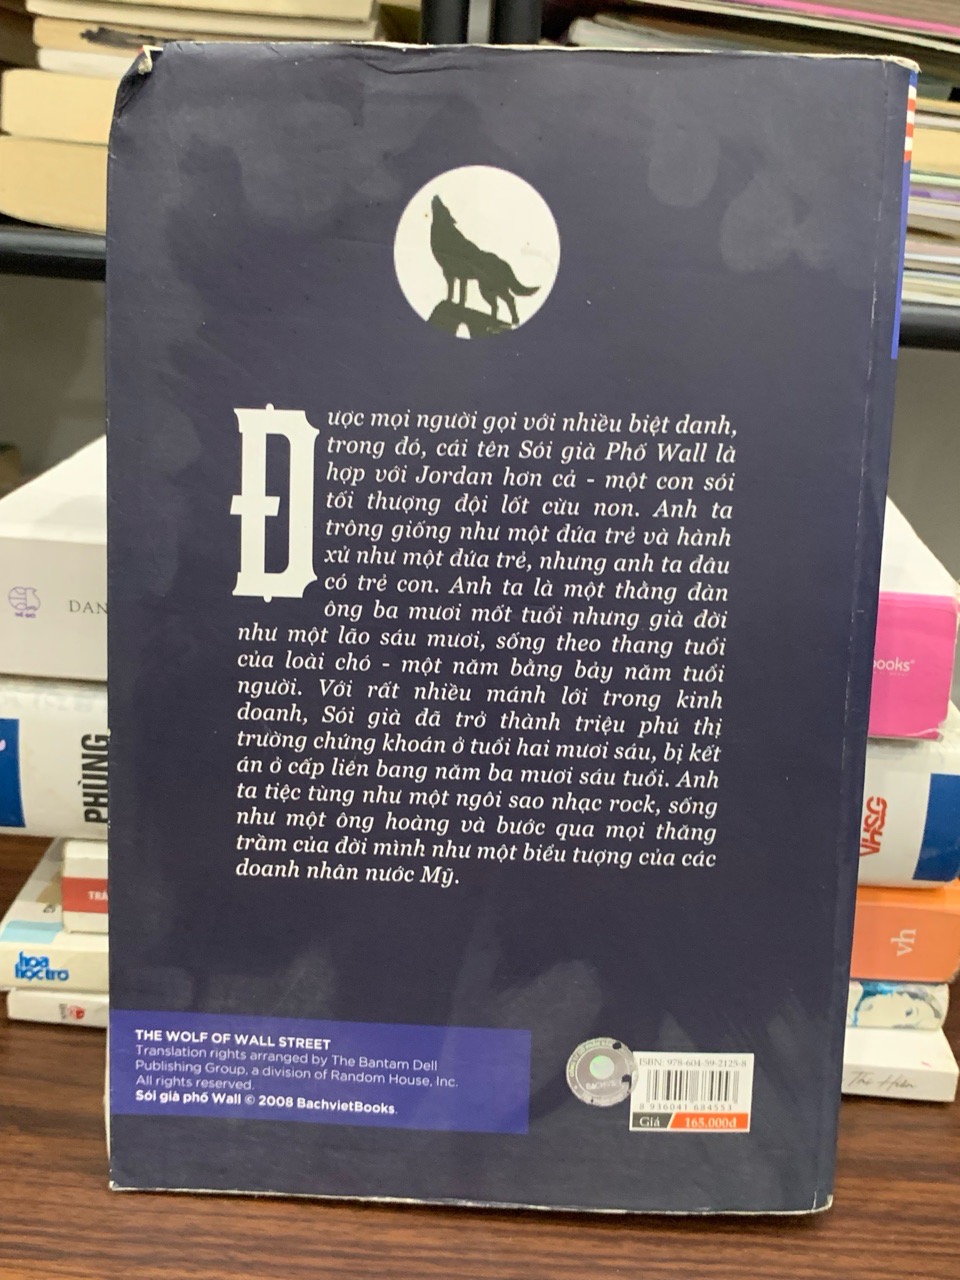 Được mọi người gọi với nhiều biệt danh,
trong đó, cái tên Sói già Phố Wall là
hợp với Jordan hơn cả - một con sói
tối thượng đội lốt cừu non. Anh ta
trông giống như một đứa trẻ và hành
xử như một đứa trẻ, nhưng anh ta đâu
có trẻ con. Anh ta là một thằng đàn
ông ba mươi mốt tuổi nhưng già đời
như một lão sáu mươi, sống theo thang tuổi
của loài chó - một năm bằng bảy năm tuổi
người. Với rất nhiều mánh lới trong kinh
doanh, Sói già đã trở thành triệu phú thị
trường chứng khoán ở tuổi hai mươi sáu, bị kết
án ở cấp liên bang năm ba mươi sáu tuổi. Anh
ta tiệc tùng như một ngôi sao nhạc rock, sống
như một ông hoàng và bước qua mọi thăng
trầm của đời mình như một biểu tượng của các
doanh nhân nước Mỹ.
THE WOLF OF WALL STREET
Translation rights arranged by The Bantam Dell
Publishing Group, a division of Random House, Inc.
All rights reserved.
Sói già phố Wall © 2008 BachvietBooks.
ISBN: 978-604-59-2125-8
8 936041 684553
Giá 165.000đ
DAN
PHÙNG
TRÁ
hoa
học trò
books
VHSG
vh